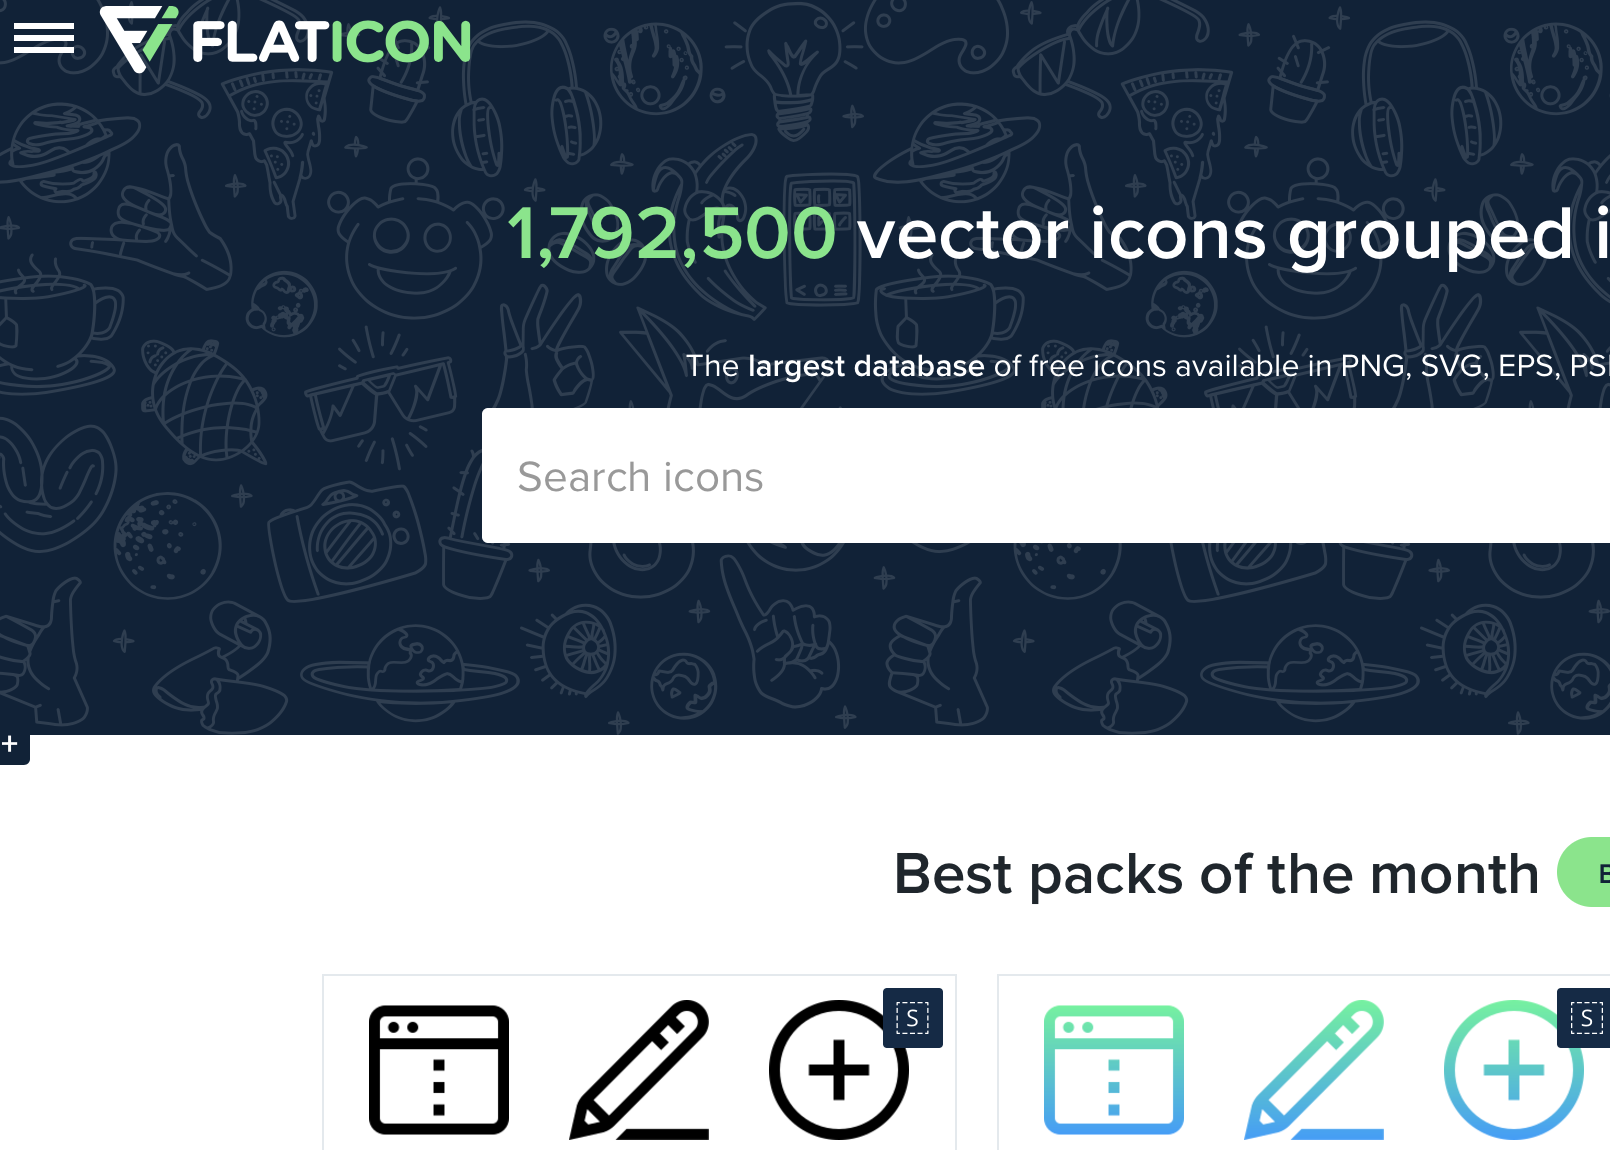 FLATICON
1,792,500 vector icons grouped i
The largest database of free icons available in PNG, SVG, EPS, PS
Search icons
+
Best packs of the month
S
S